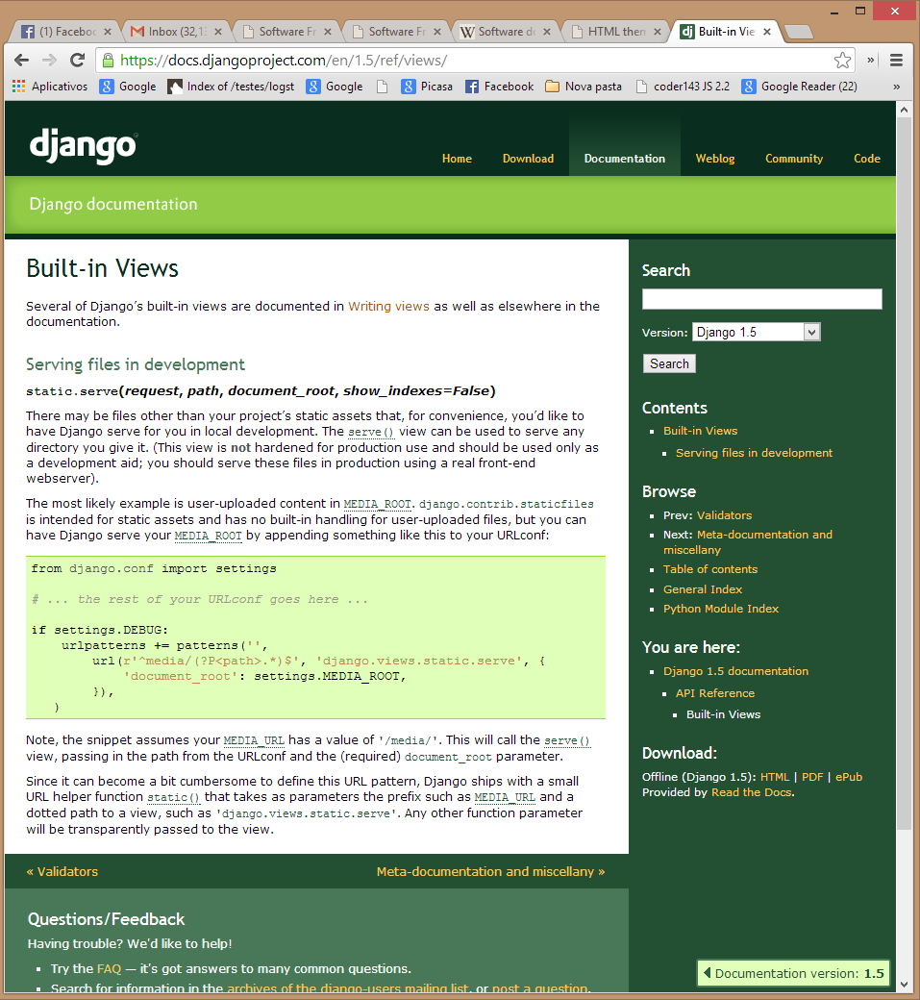 (1) Faceboo
Inbox (32,13
Software Fr
Software Fr
Software de
HTML then
Built-in Vie
https://docs.djangoproject.com/en/1.5/ref/views/
»
Aplicativos
Google
Index of /testes/logst
Google
Picasa
Facebook
Nova pasta
coder143 JS 2.2
Google Reader (22)
»
django
Home
Download
Documentation
Weblog
Community
Code
Django documentation
Built-in Views
Several of Django's built-in views are documented in Writing views as well as elsewhere in the
documentation.
Serving files in development
static.serve(request, path, document_root, show_indexes=False)
There may be files other than your project's static assets that, for convenience, you'd like to
have Django serve for you in local development. The serve() view can be used to serve any
directory you give it. (This view is not hardened for production use and should be used only as
a development aid; you should serve these files in production using a real front-end
webserver).
The most likely example is user-uploaded content in MEDIA_ROOT. django.contrib.staticfiles
is intended for static assets and has no built-in handling for user-uploaded files, but you can
have Django serve your MEDIA_ROOT by appending something like this to your URLconf:
from django.conf import settings
# ... the rest of your URLconf goes here ...
if settings.DEBUG:
urlpatterns += patterns('',
url(r'^media/(?P<path>.*)$', 'django.views.static.serve', {
'document_root': settings.MEDIA_ROOT,
}),
)
Note, the snippet assumes your MEDIA_URL has a value of '/media/'. This will call the serve()
view, passing in the path from the URLconf and the (required) document_root parameter.
Since it can become a bit cumbersome to define this URL pattern, Django ships with a small
URL helper function static() that takes as parameters the prefix such as MEDIA_URL and a
dotted path to a view, such as 'django.views.static.serve'. Any other function parameter
will be transparently passed to the view.
« Validators
Meta-documentation and miscellany »
Questions/Feedback
Having trouble? We'd like to help!
Try the FAQ — it's got answers to many common questions.
Search for information in the archives of the django-users mailing list, or post a question.
Search
Version: Django 1.5
Search
Contents
Built-in Views
Serving files in development
Browse
Prev: Validators
Next: Meta-documentation and
miscellany
Table of contents
General Index
Python Module Index
You are here:
Django 1.5 documentation
API Reference
Built-in Views
Download:
Offline (Django 1.5): HTML | PDF | ePub
Provided by Read the Docs.
Documentation version: 1.5